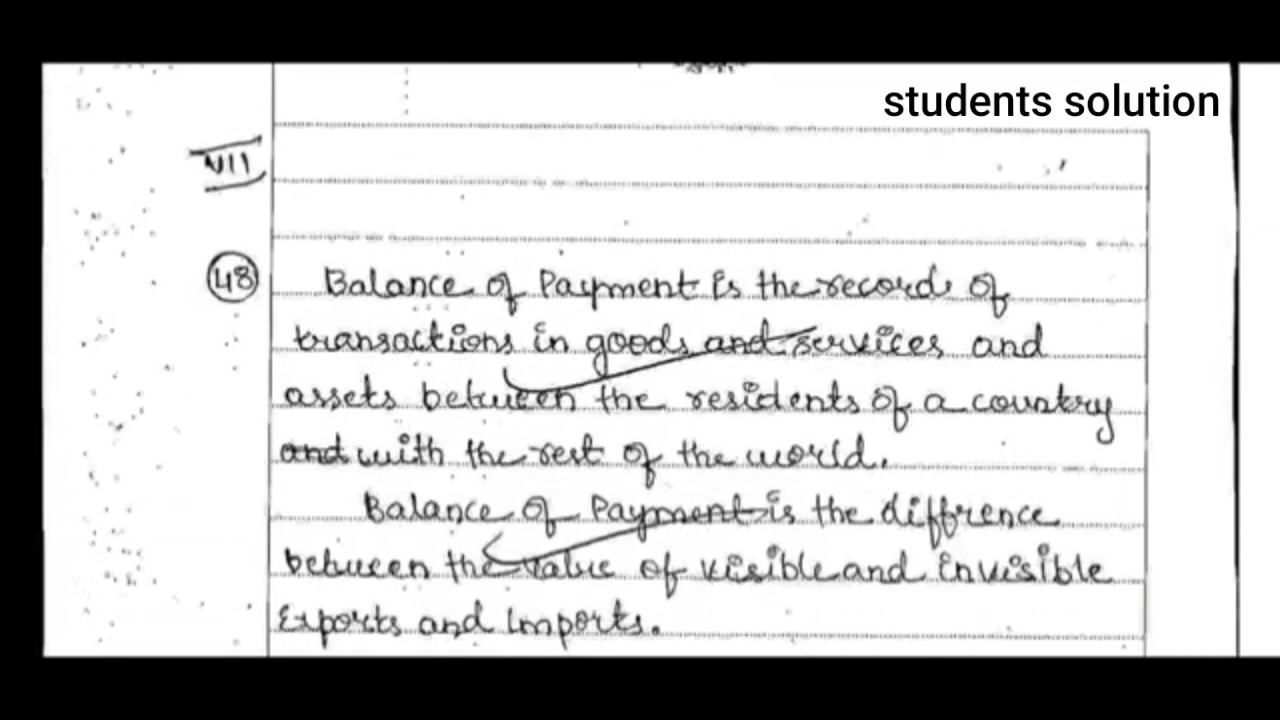 students solution
VII
48 Balance of Payment is the record of
transactions in goods and services and
assets between the residents of a country
and with the rest of the world.
Balance of Payment is the diffrence
between the value of visible and invisible
Exports and Imports.